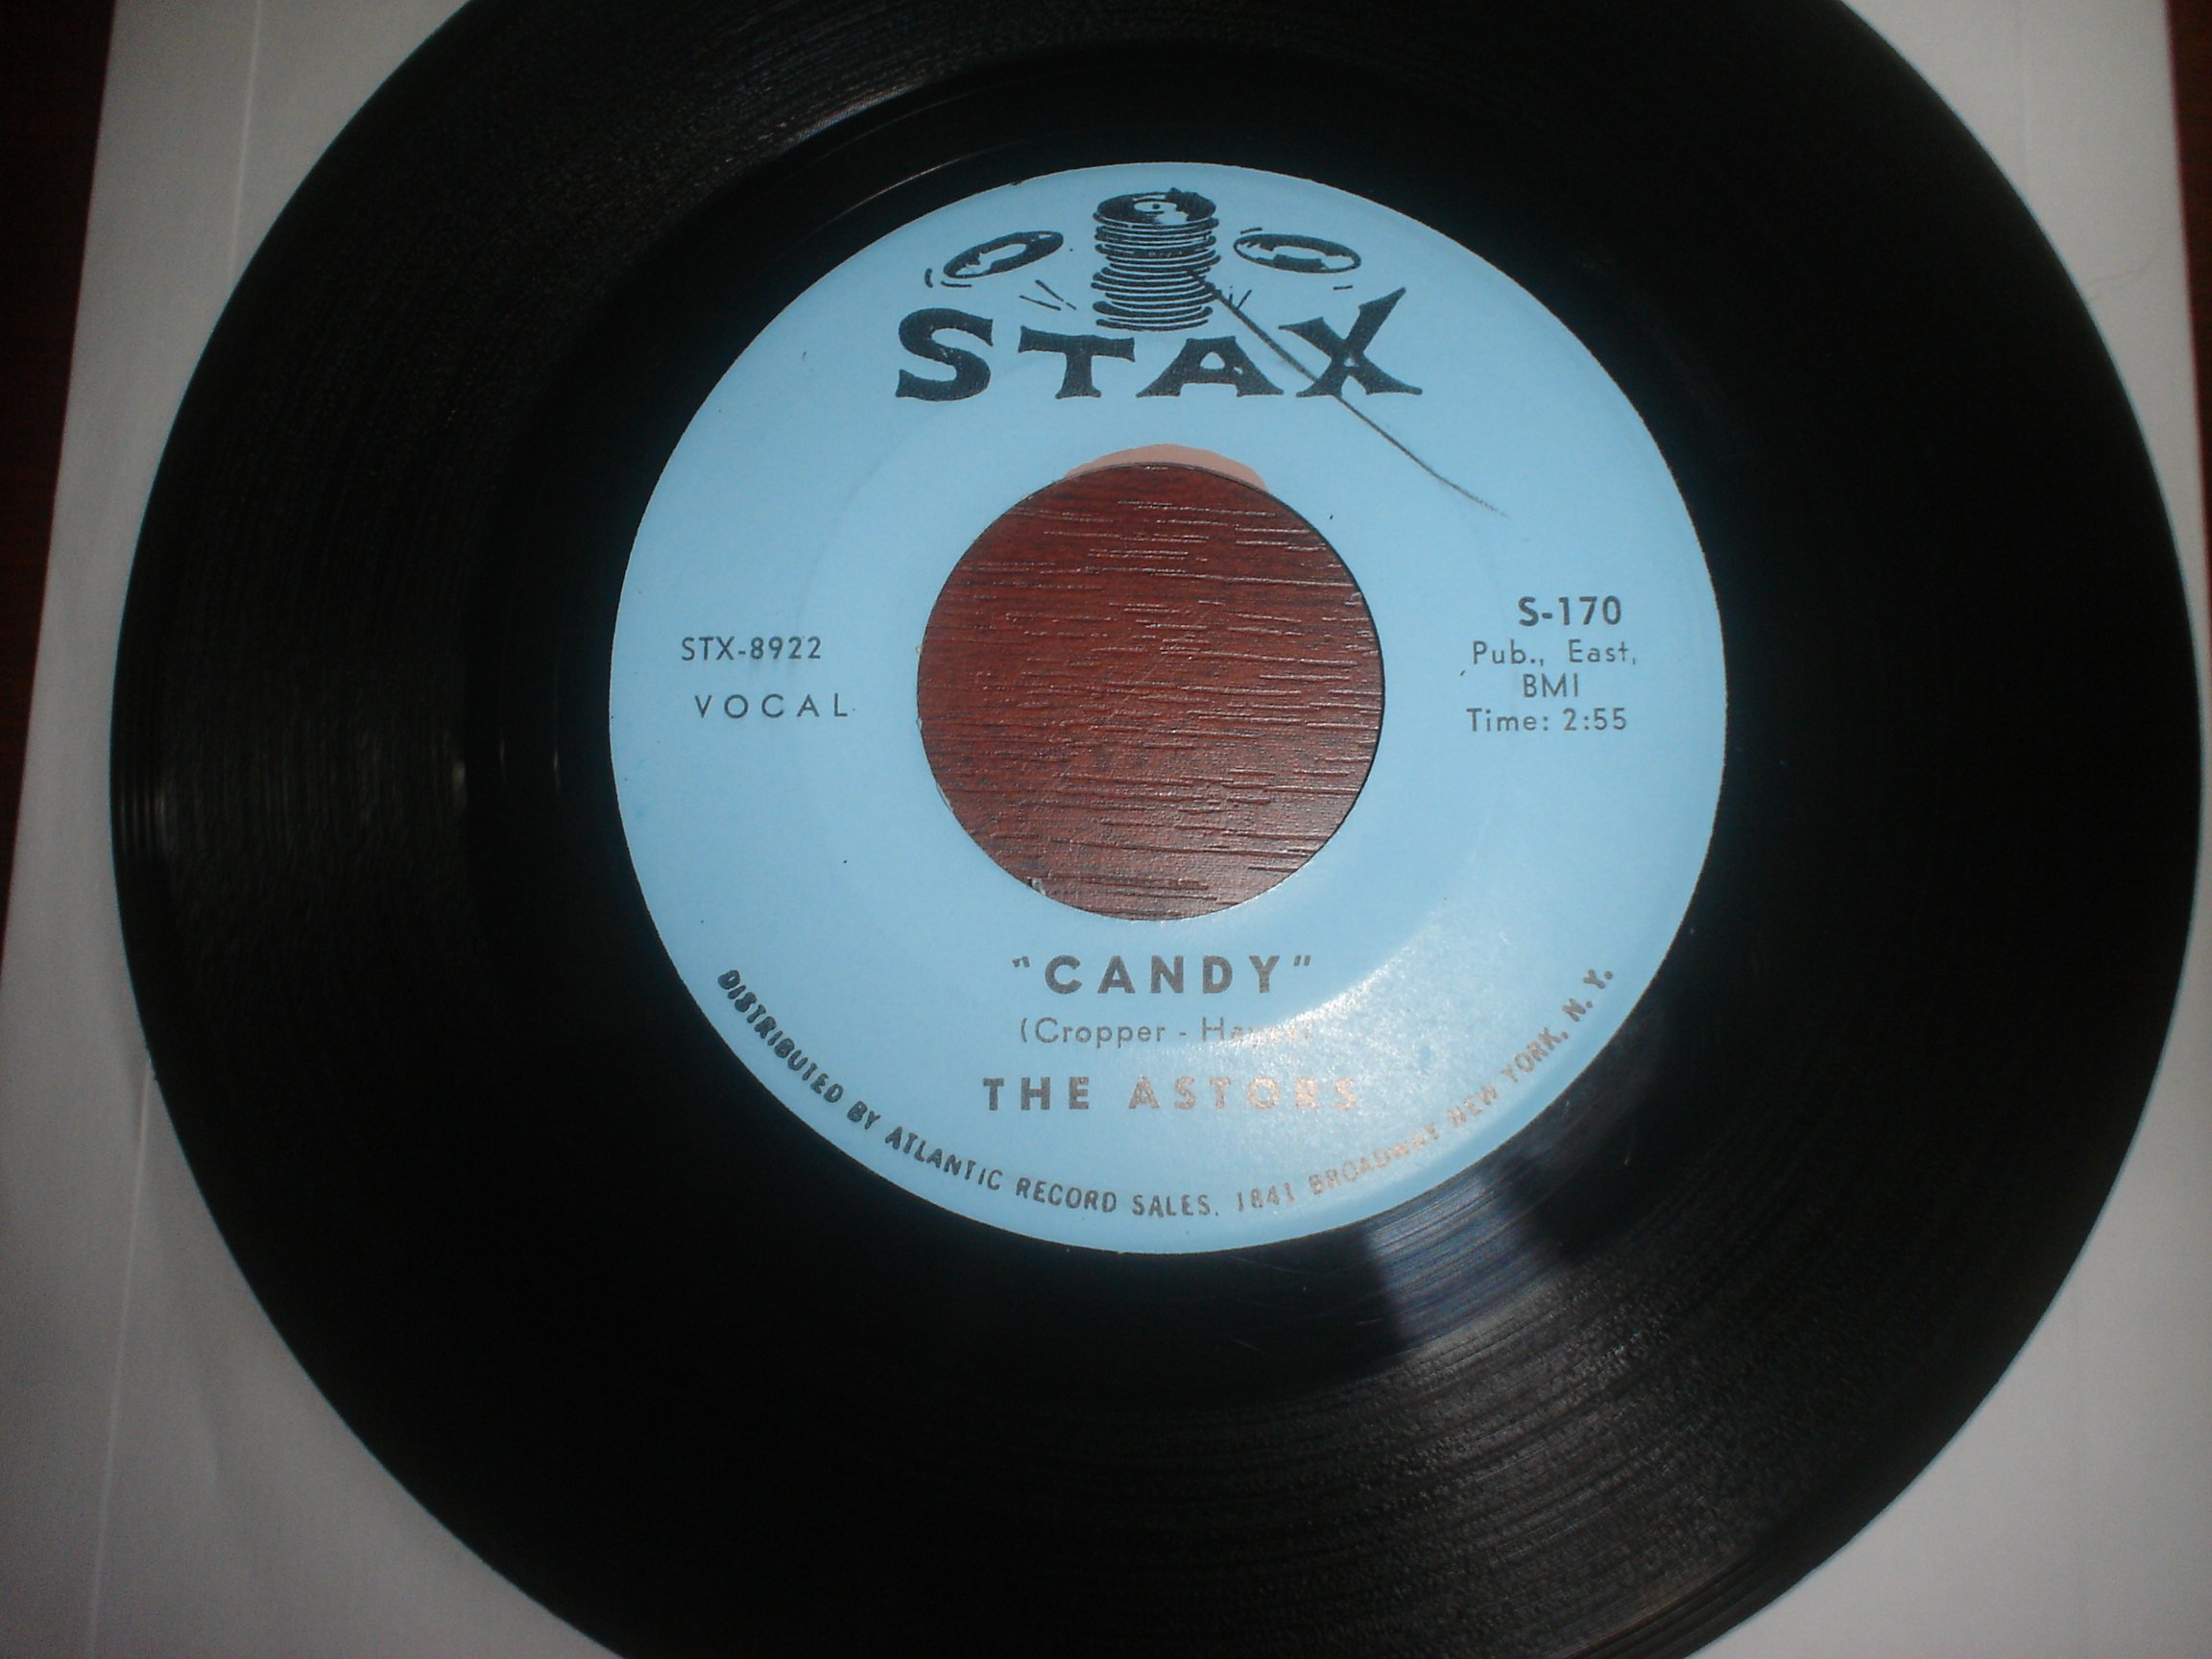 STAX
STX-8922
VOCAL
S-170
Pub., East,
BMI
Time: 2:55
"CANDY"
(Cropper - Hayes)
THE ASTORS
DISTRIBUTED BY ATLANTIC RECORD SALES, 1841 BROADWAY NEW YORK, N. Y.